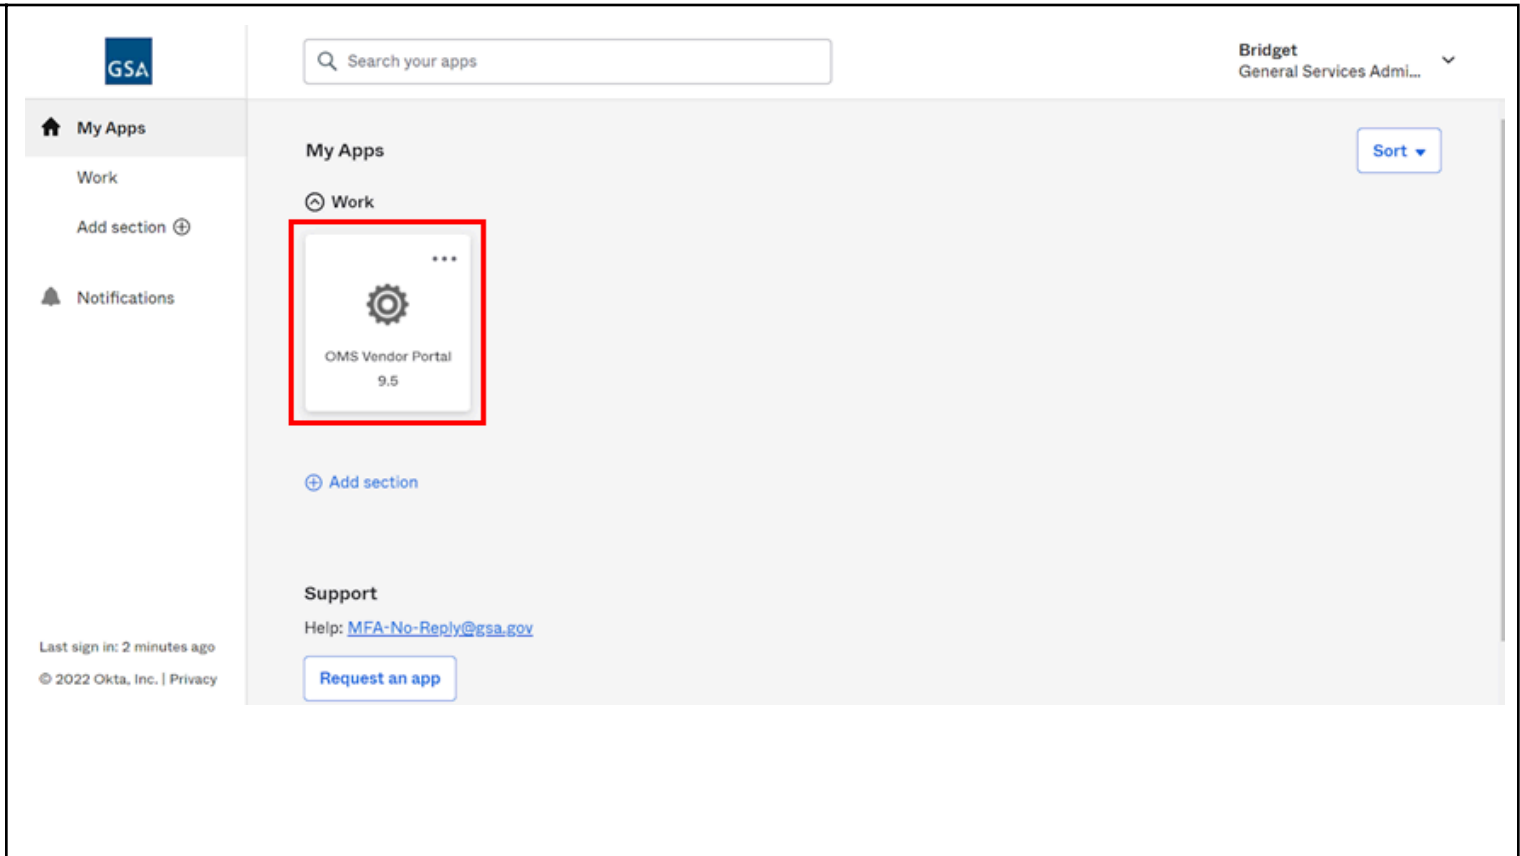 GSA
Search your apps
Bridget
General Services Admi...
My Apps
Work
Add section
Notifications
Last sign in: 2 minutes ago
© 2022 Okta, Inc. | Privacy
My Apps
Sort
Work
OMS Vendor Portal
9.5
Add section
Support
Help: MFA-No-Reply@gsa.gov
Request an app